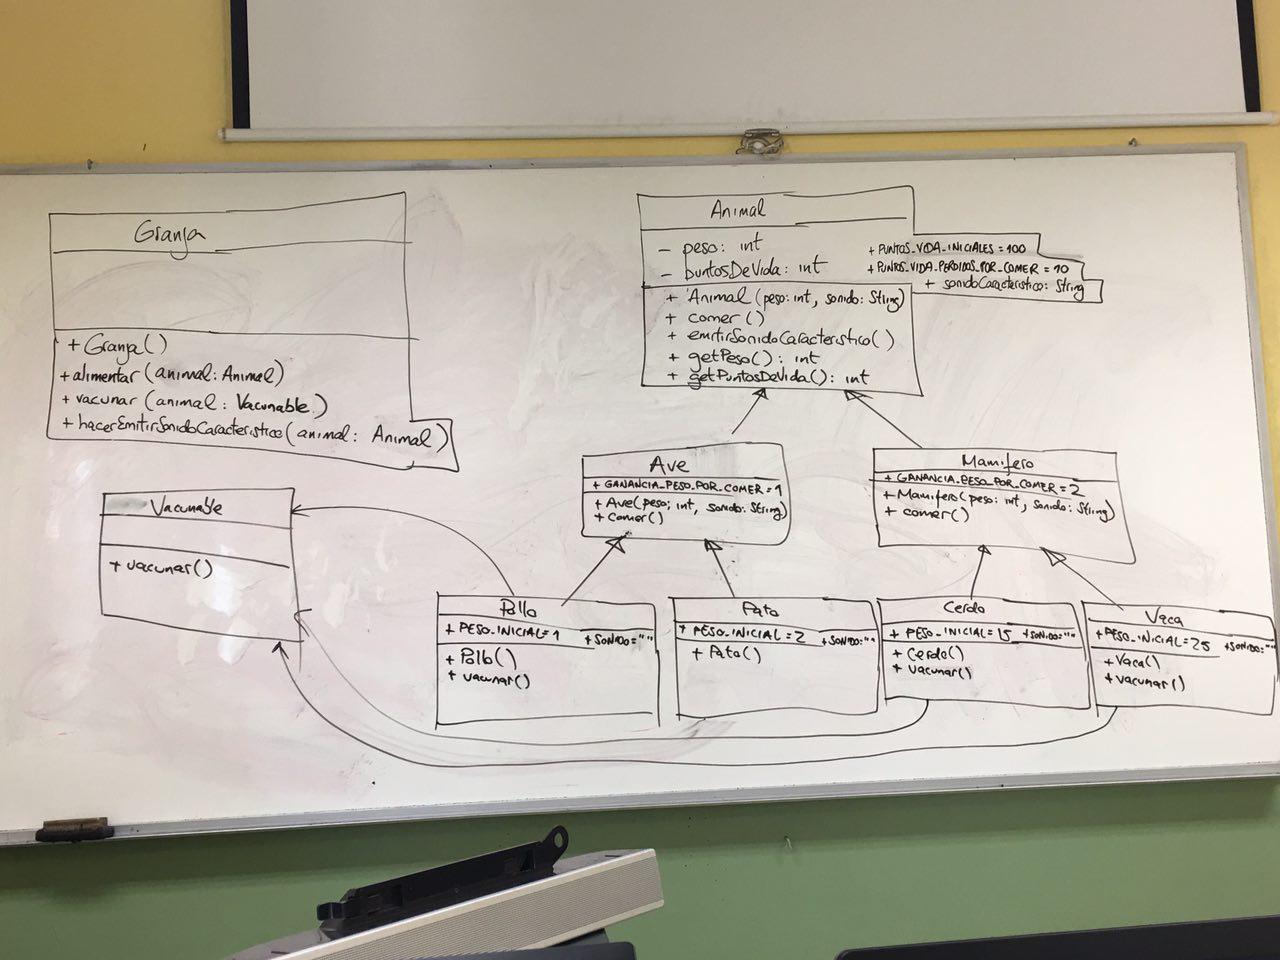 Granja
+ Granja()
+ alimentar (animal: Animal)
+ vacunar (animal: Vacunable)
+ hacerEmitirSonidoCaracteristico (animal: Animal)
Animal
- peso: int
- puntosDeVida: int
+ PUNTOS_VIDA_INICIALES = 100
+ PUNTOS_VIDA_PERDIDOS_POR_COMER = 10
+ sonidoCaracteristico: String
+ Animal (peso: int, sonido: String)
+ comer ()
+ emitirSonidoCaracteristico ()
+ getPeso(): int
+ getPuntosDeVida(): int
Ave
+ GANANCIA_PESO_POR_COMER = 1
+ Ave (peso: int, sonido: String)
+ comer()
Mamifero
+ GANANCIA_PESO_POR_COMER = 2
+ Mamifero (peso: int, sonido: String)
+ comer()
Vacunable
+ vacunar()
Pollo
+ PESO_INICIAL = 1 + SONIDO = ""
+ Pollo()
+ vacunar()
Pato
+ PESO_INICIAL = 2 + SONIDO = ""
+ Pato()
Cerdo
+ PESO_INICIAL = 15 + SONIDO = ""
+ Cerdo()
+ vacunar()
Vaca
+ PESO_INICIAL = 25 + SONIDO = ""
+ Vaca()
+ vacunar()